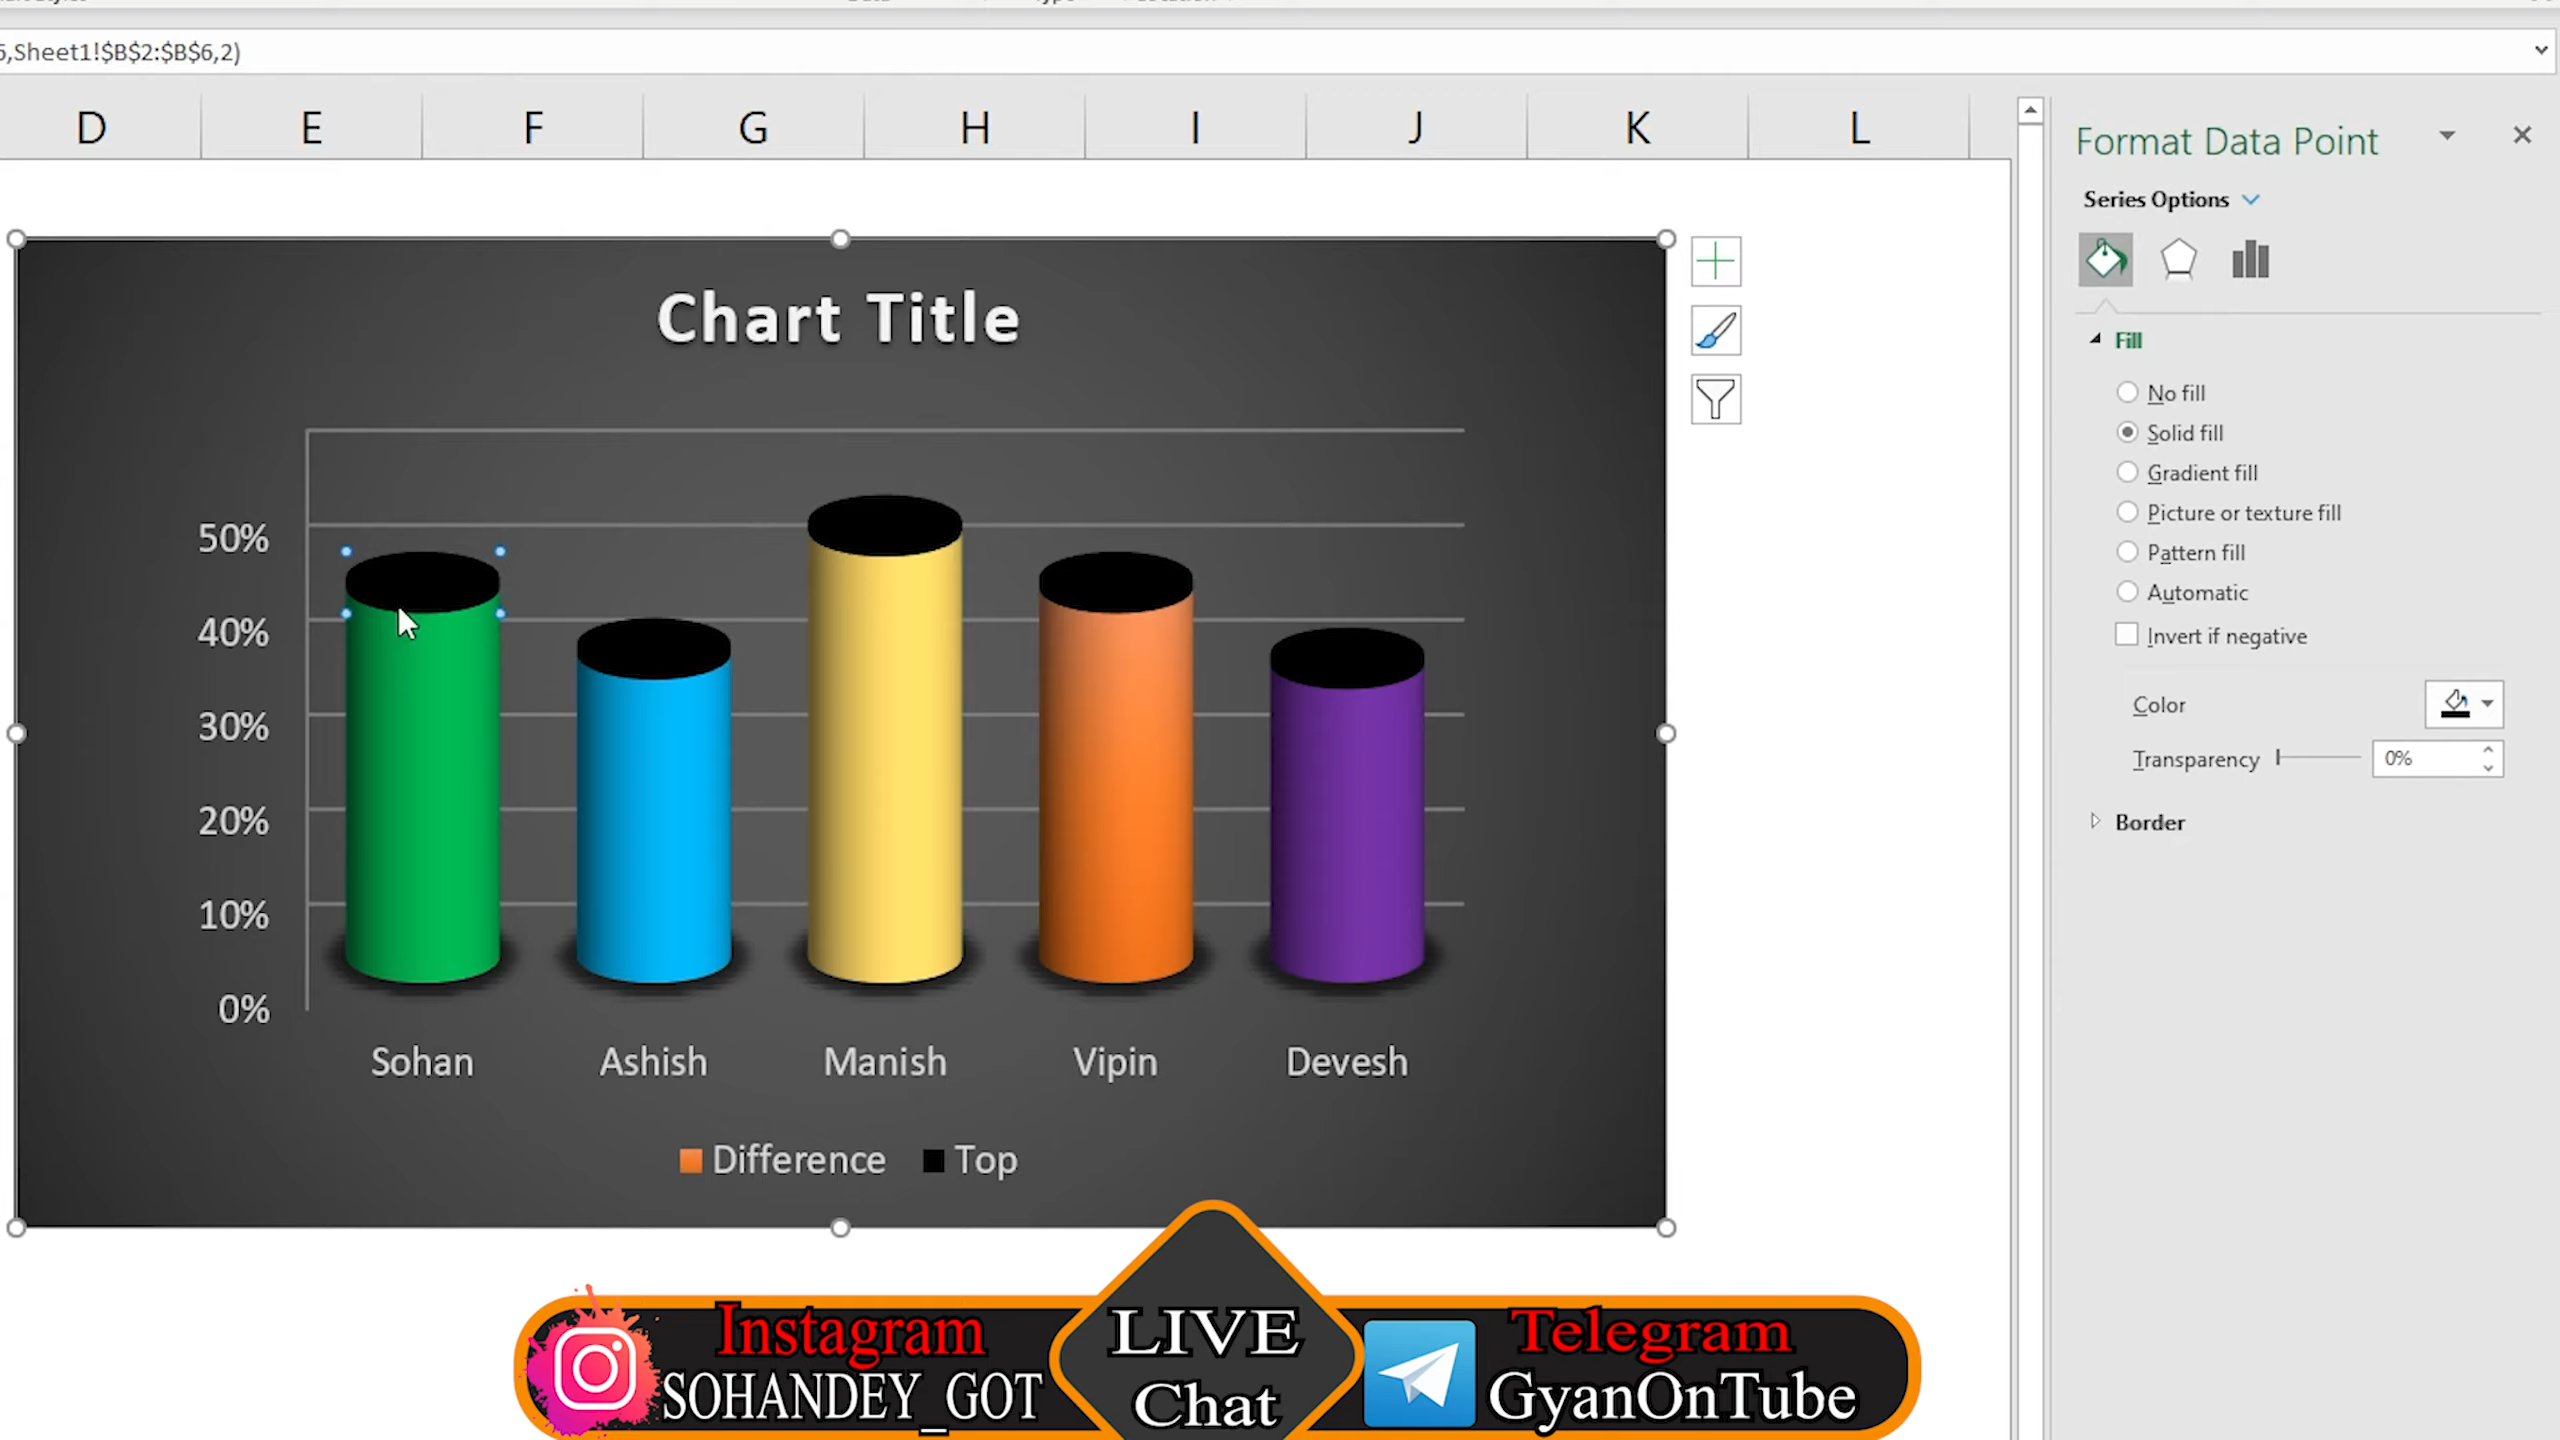 5,Sheet1!$B$2:$B$6,2)
D E F G H I J K L
Format Data Point
Series Options
Fill
No fill
Solid fill
Gradient fill
Picture or texture fill
Pattern fill
Automatic
Invert if negative
Color
Transparency 0%
Border
Chart Title
50%
40%
30%
20%
10%
0%
Sohan Ashish Manish Vipin Devesh
Difference Top
Instagram
SOHANDEY_GOT
LIVE
Chat
Telegram
GyanOnTube